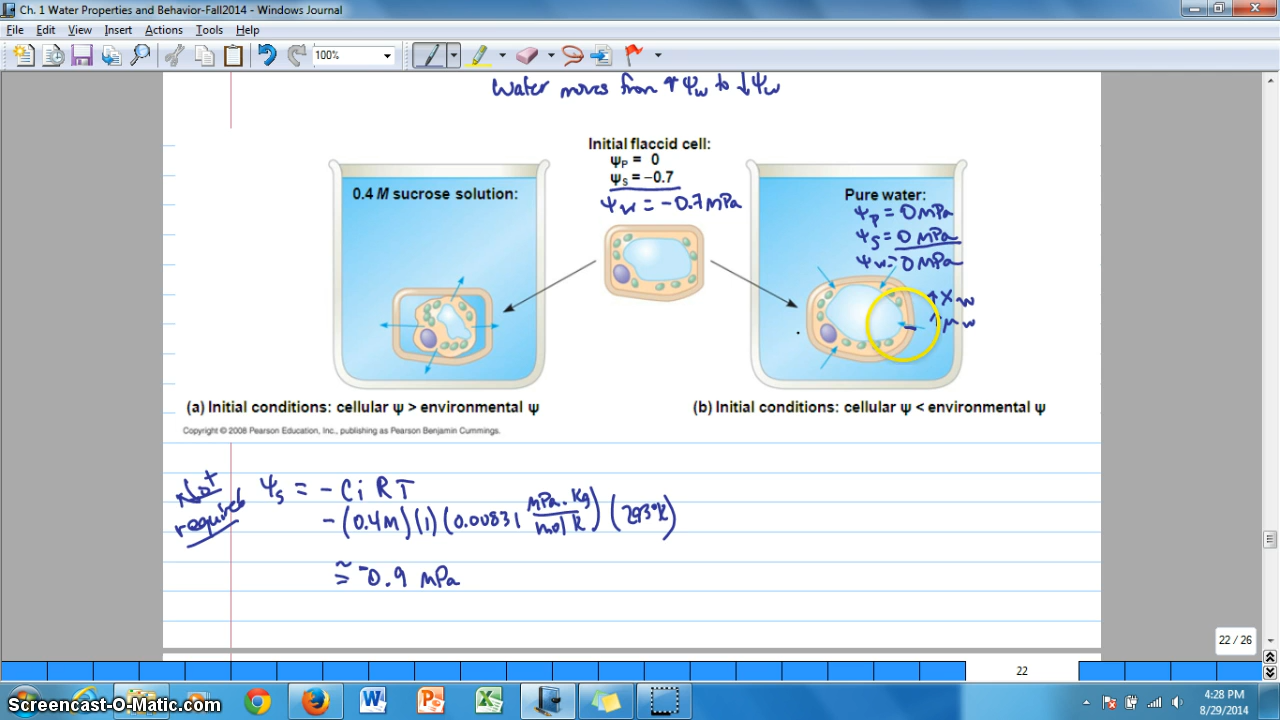 Ch. 1 Water Properties and Behavior-Fall2014 - Windows Journal
File Edit View Insert Actions Tools Help
100%
Water moves from ↑ Ψw to ↓Ψw
Initial flaccid cell:
ΨP = 0
ΨS = −0.7
Ψw = -0.7 MPa
0.4 M sucrose solution:
Pure water:
Ψp = 0 MPa
Ψs = 0 MPa
Ψw = 0 MPa
↑ X w
↑ M w
(a) Initial conditions: cellular ψ > environmental ψ
(b) Initial conditions: cellular ψ < environmental ψ
Copyright © 2008 Pearson Education, Inc., publishing as Pearson Benjamin Cummings.
Not required
Ψs = - C i R T
- (0.4M) (1) (0.00831 MPa·Kg / mol K) (293°K)
≅ -0.9 MPa
22 / 26
22
Screencast-O-Matic.com
4:28 PM
8/29/2014